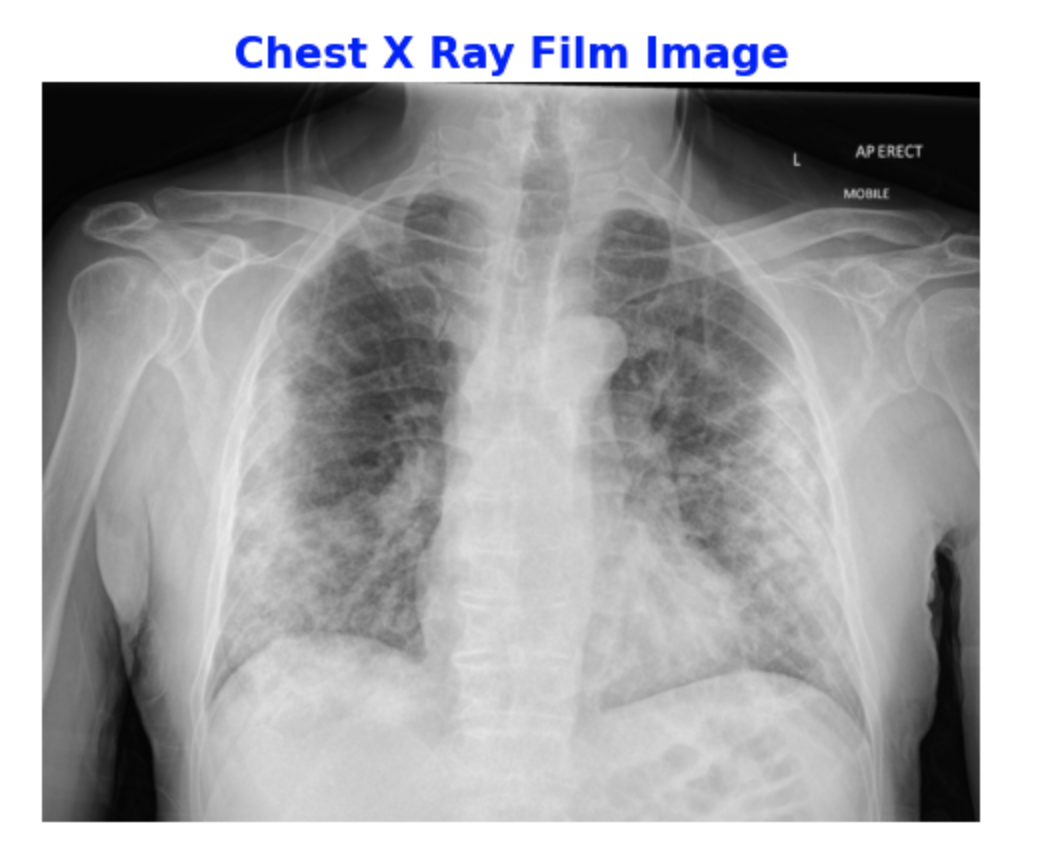 Chest X Ray Film Image
L
AP ERECT
MOBILE